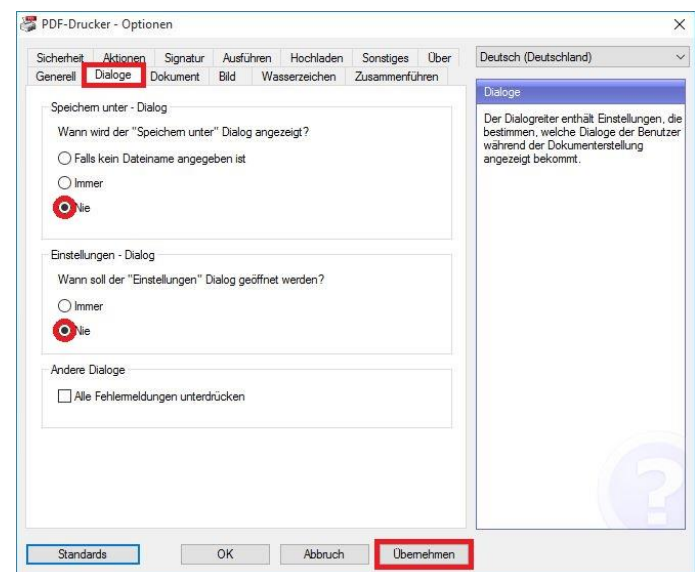 PDF-Drucker - Optionen
Sicherheit Aktionen Signatur Ausführen Hochladen Sonstiges Über
Generell Dialoge Dokument Bild Wasserzeichen Zusammenführen
Deutsch (Deutschland)
Speichern unter - Dialog
Wann wird der "Speichern unter" Dialog angezeigt?
Falls kein Dateiname angegeben ist
Immer
Nie
Einstellungen - Dialog
Wann soll der "Einstellungen" Dialog geöffnet werden?
Immer
Nie
Andere Dialoge
Alle Fehlermeldungen unterdrücken
Dialoge
Der Dialogreiter enthält Einstellungen, die
bestimmen, welche Dialoge der Benutzer
während der Dokumenterstellung
angezeigt bekommt.
Standards OK Abbruch Übernehmen